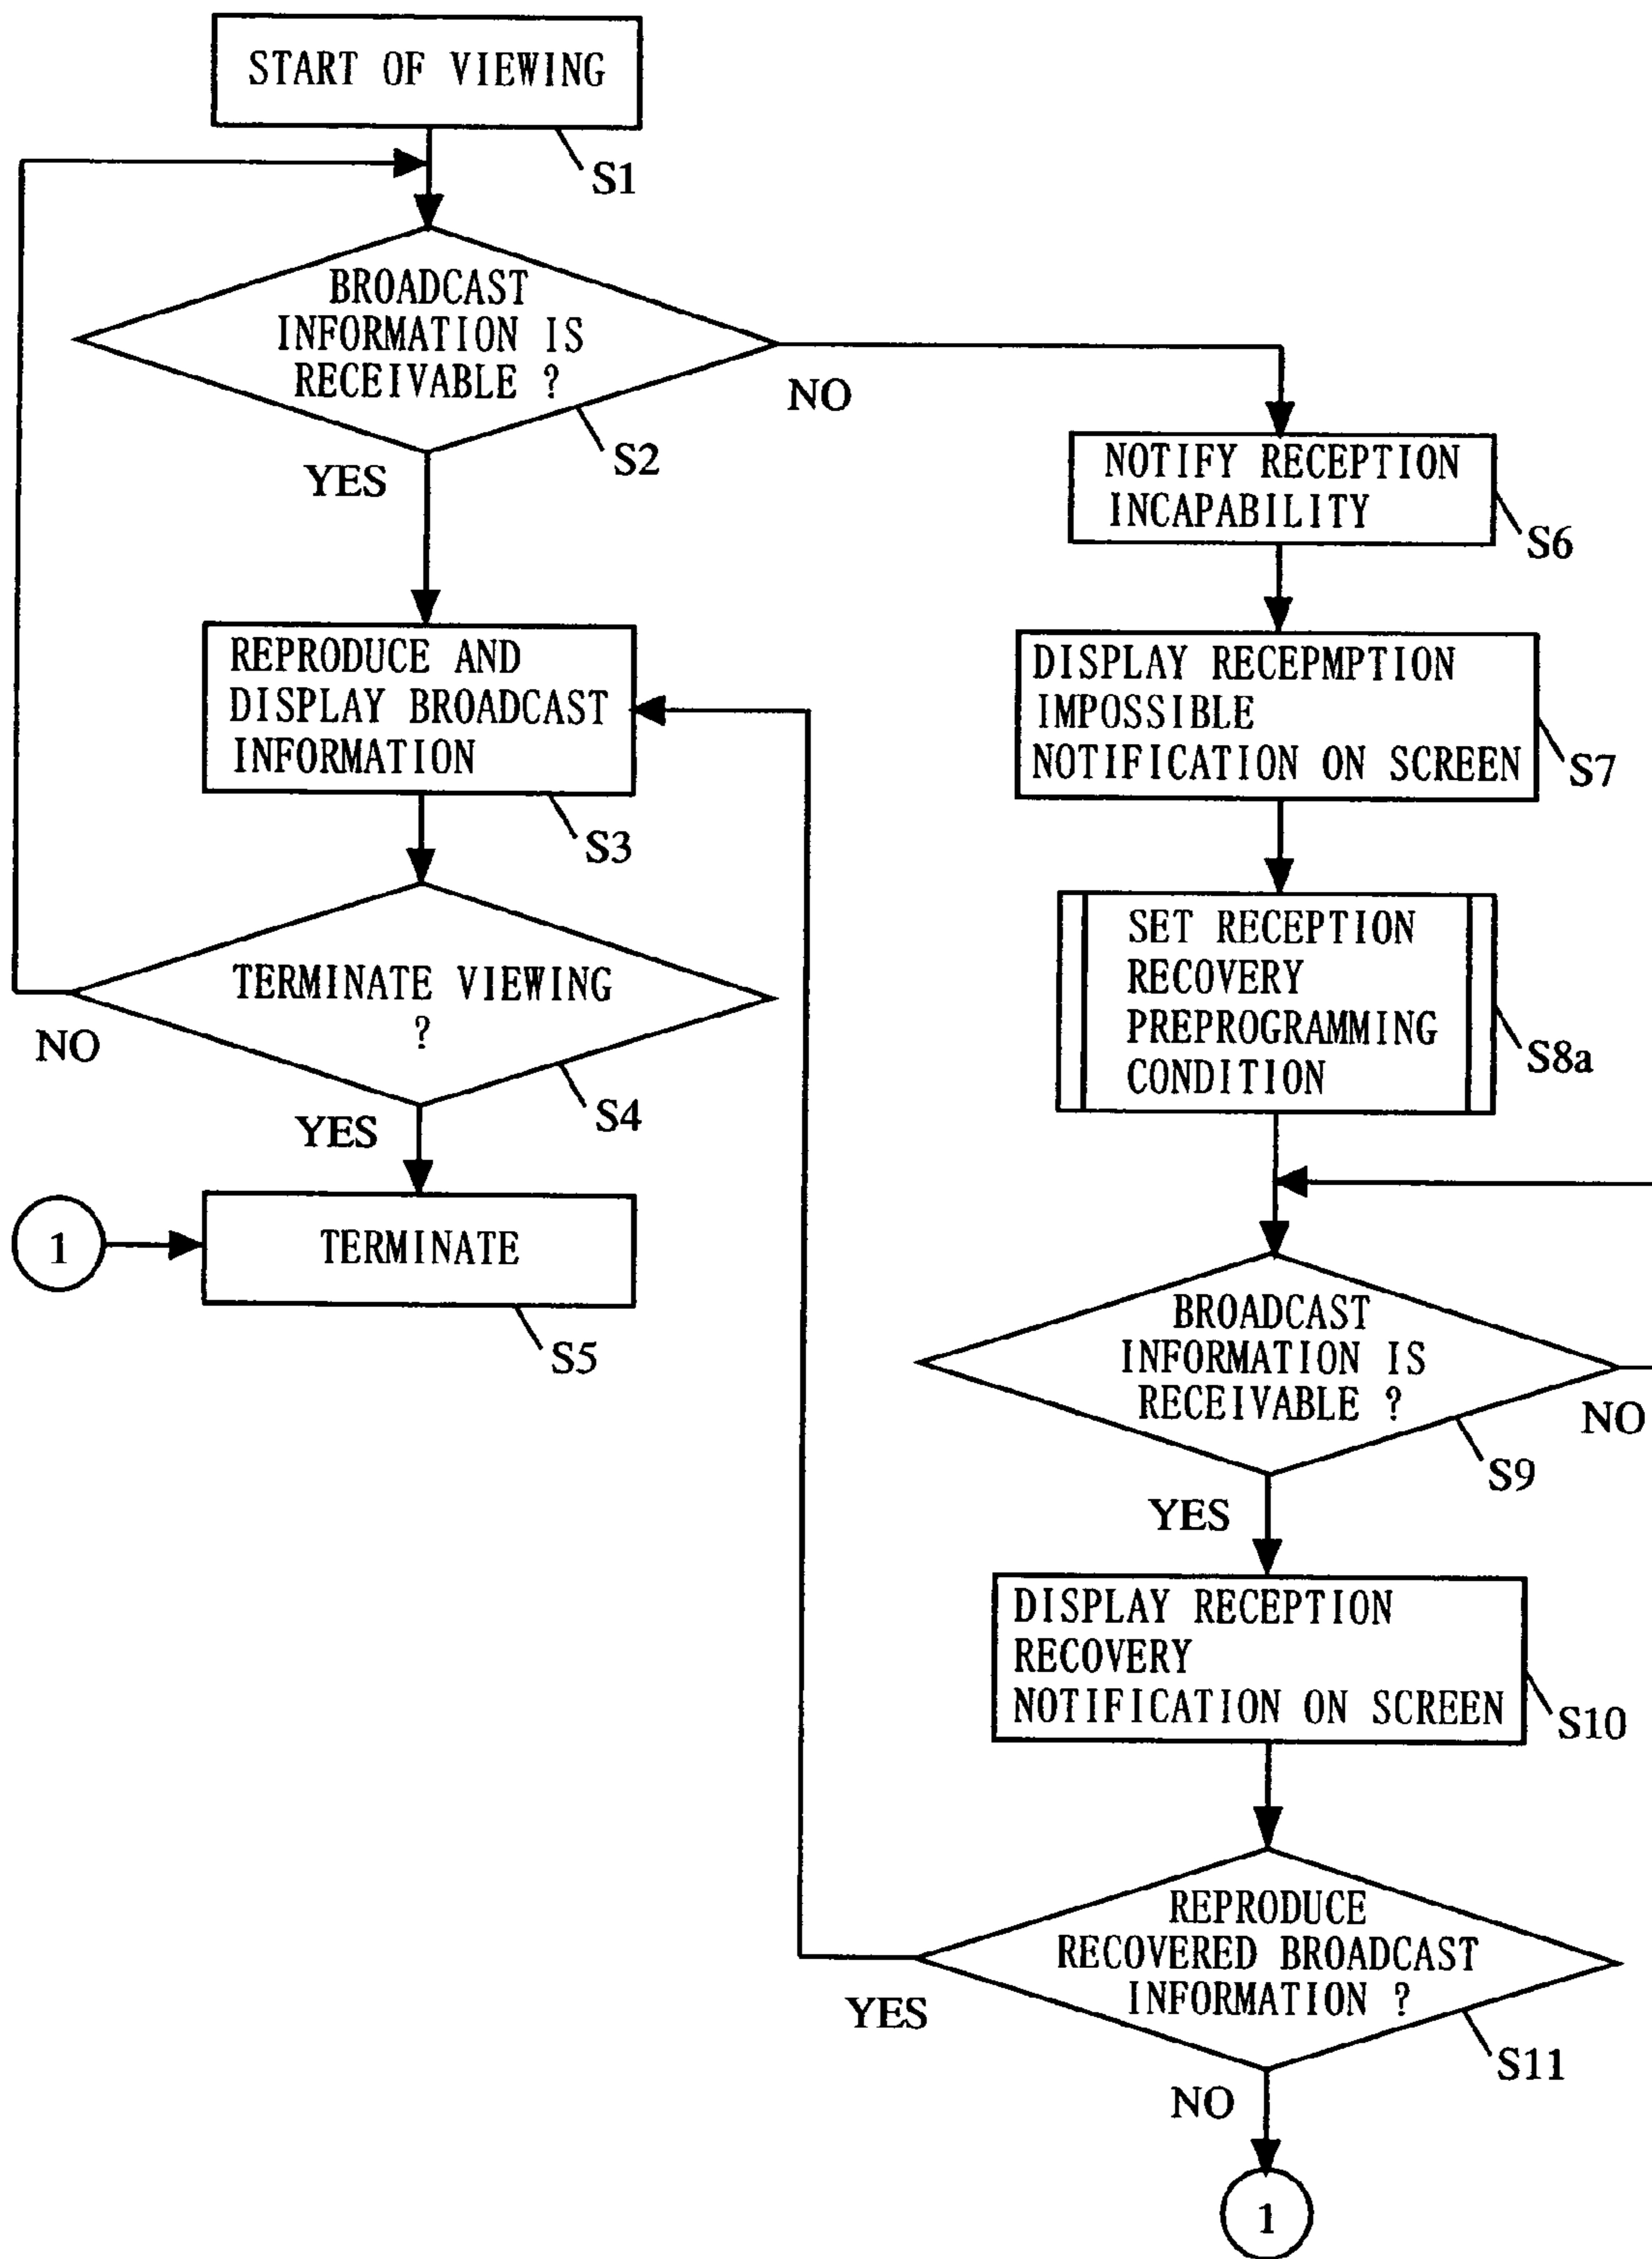 START OF VIEWING
S1
BROADCAST
INFORMATION IS
RECEIVABLE ?
S2
NO
YES
REPRODUCE AND
DISPLAY BROADCAST
INFORMATION
S3
TERMINATE VIEWING
?
S4
NO
YES
1
TERMINATE
S5
NOTIFY RECEPTION
INCAPABILITY
S6
DISPLAY RECEPMPTION
IMPOSSIBLE
NOTIFICATION ON SCREEN
S7
SET RECEPTION
RECOVERY
PREPROGRAMMING
CONDITION
S8a
BROADCAST
INFORMATION IS
RECEIVABLE ?
NO
S9
YES
DISPLAY RECEPTION
RECOVERY
NOTIFICATION ON SCREEN
S10
REPRODUCE
RECOVERED BROADCAST
INFORMATION ?
YES
S11
NO
1